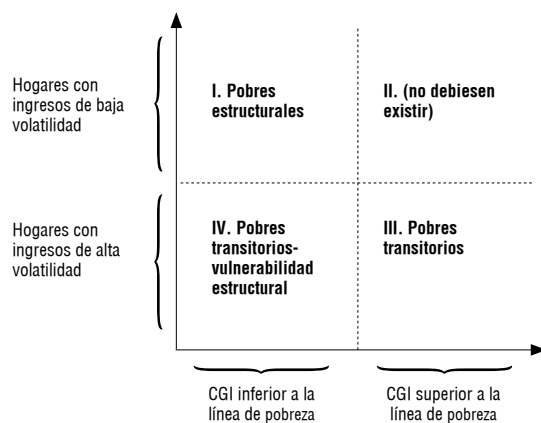 Hogares con
ingresos de baja
volatilidad
I. Pobres
estructurales
II. (no debiesen
existir)
Hogares con
ingresos de alta
volatilidad
IV. Pobres
transitorios-
vulnerabilidad
estructural
III. Pobres
transitorios
CGI inferior a la
línea de pobreza
CGI superior a la
línea de pobreza